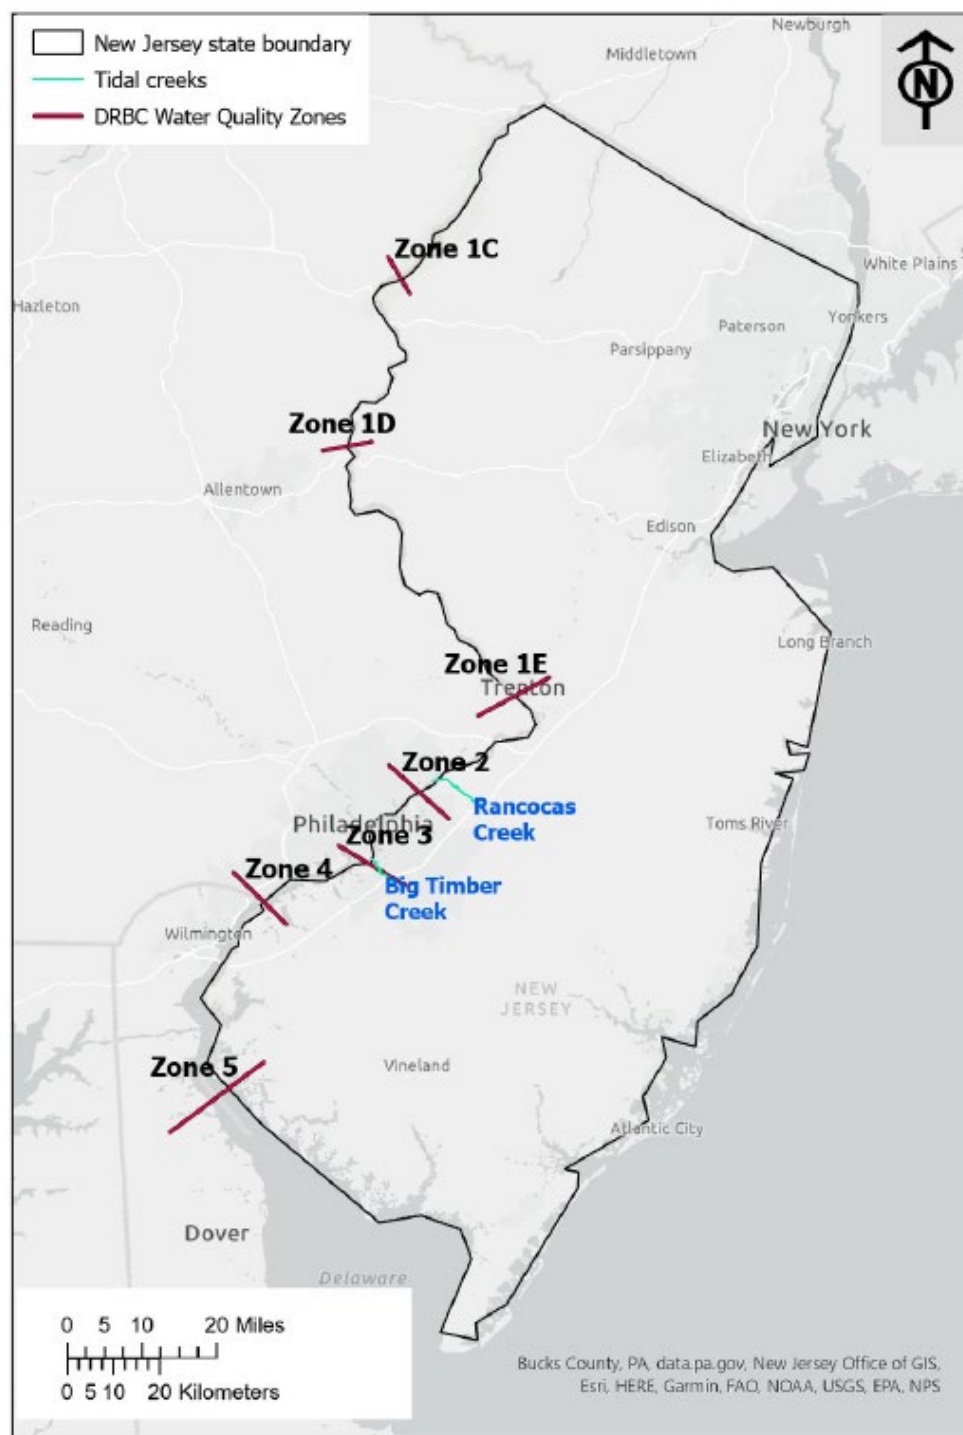 New Jersey state boundary
Tidal creeks
DRBC Water Quality Zones
N
Newburgh
Middletown
Zone 1C
White Plains
Hazleton
Yonkers
Paterson
Parsippany
Zone 1D
New York
Elizabeth
Allentown
Edison
Reading
Long Branch
Zone 1E
Trenton
Zone 2
Rancocas
Creek
Philadelphia
Toms River
Zone 3
Zone 4
Big Timber
Creek
Wilmington
NEW
JERSEY
Zone 5
Vineland
Atlantic City
Dover
Delaware
0 5 10 20 Miles
0 5 10 20 Kilometers
Bucks County, PA, data.pa.gov, New Jersey Office of GIS,
Esri, HERE, Garmin, FAO, NOAA, USGS, EPA, NPS